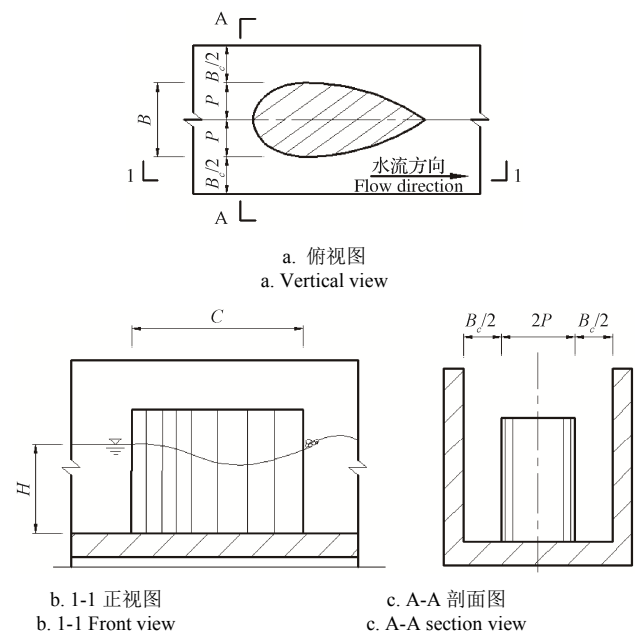 A
B_c/2
P
B
P
B_c/2
1
水流方向
Flow direction
1
A
a. 俯视图
a. Vertical view
C
H
B_c/2 2P B_c/2
b. 1-1 正视图
b. 1-1 Front view
c. A-A 剖面图
c. A-A section view